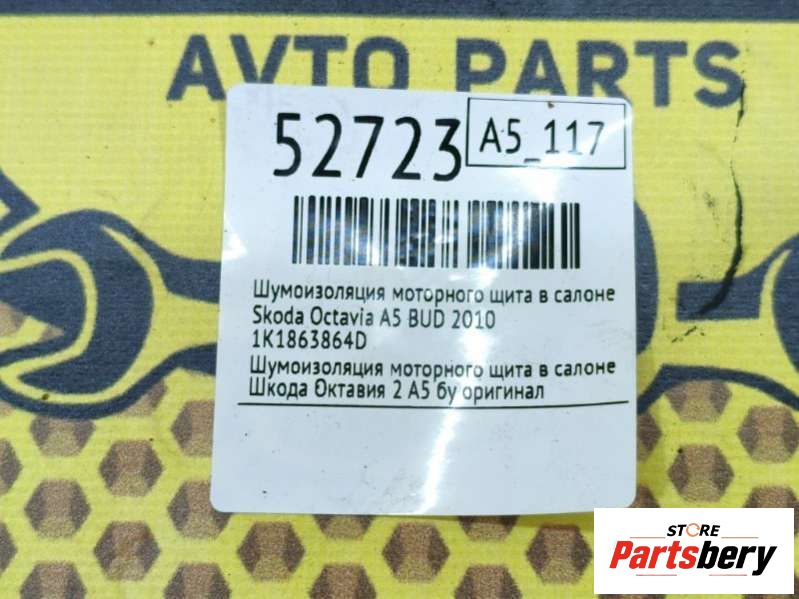 AVTO PARTS
52723
A5_117
Шумоизоляция моторного щита в салоне
Skoda Octavia A5 BUD 2010
1K1863864D
Шумоизоляция моторного щита в салоне
Шкода Октавия 2 А5 бу оригинал
STORE
Partsbery